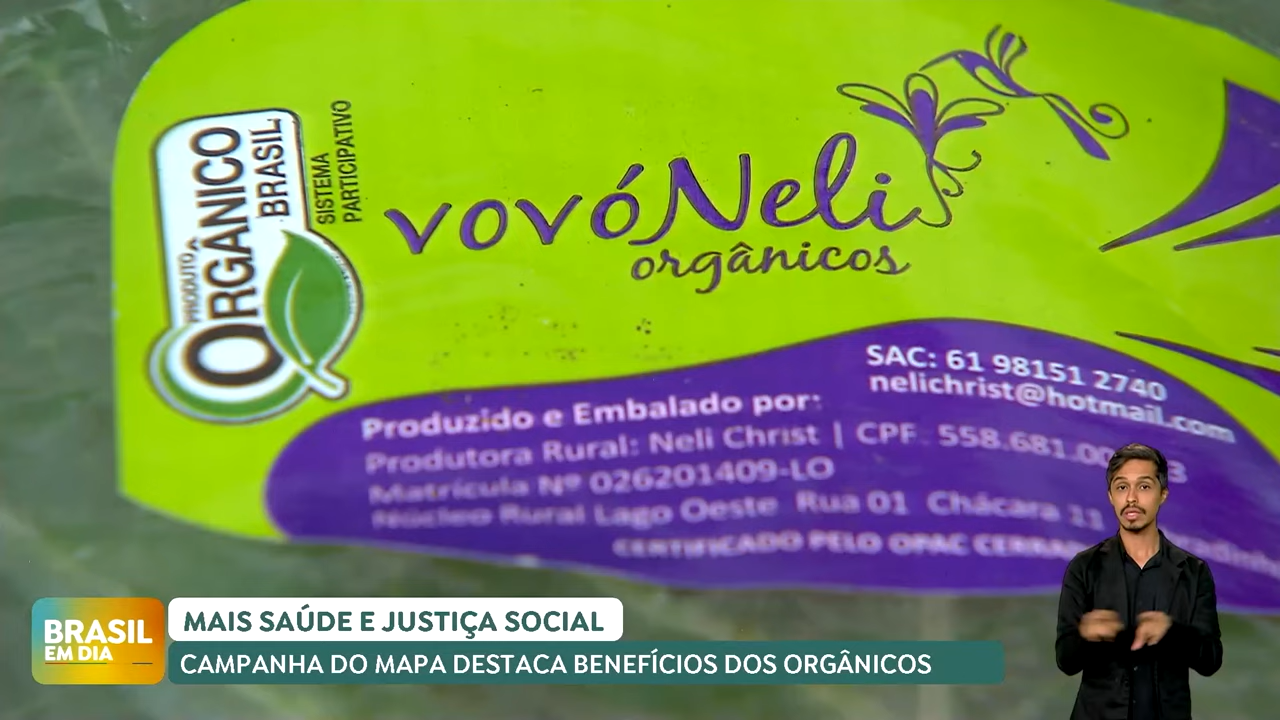 PRODUTO
ORGÂNICO
BRASIL
SISTEMA
PARTICIPATIVO
vovóNeli
orgânicos
SAC: 61 98151 2740
nelichrist@hotmail.com
Produzido e Embalado por:
Produtora Rural: Neli Christ | CPF 558.681.00
Matrícula Nº 026201409-LO
Núcleo Rural Lago Oeste Rua 01 Chácara 11
CERTIFICADO PELO OPAC
BRASIL
EM DIA
MAIS SAÚDE E JUSTIÇA SOCIAL
CAMPANHA DO MAPA DESTACA BENEFÍCIOS DOS ORGÂNICOS